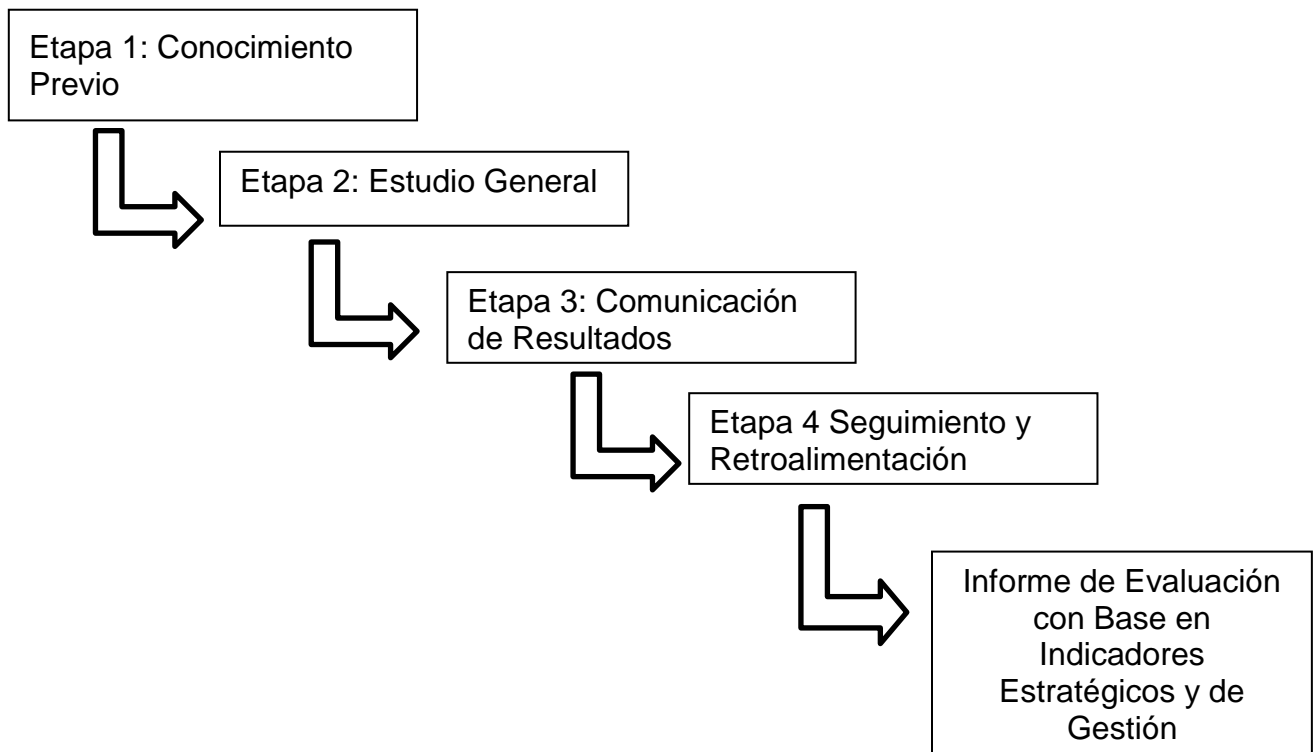 Etapa 1: Conocimiento
Previo
Etapa 2: Estudio General
Etapa 3: Comunicación
de Resultados
Etapa 4 Seguimiento y
Retroalimentación
Informe de Evaluación
con Base en
Indicadores
Estratégicos y de
Gestión